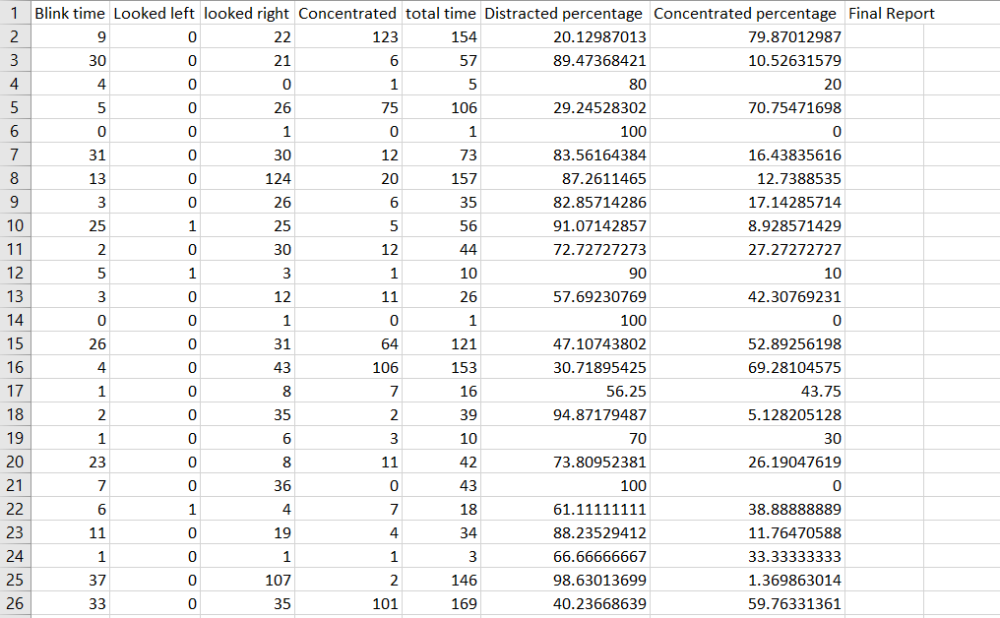 1 Blink time Looked left looked right Concentrated total time Distracted percentage Concentrated percentage Final Report
2 9 0 22 123 154 20.12987013 79.87012987
3 30 0 21 6 57 89.47368421 10.52631579
4 4 0 0 1 5 80 20
5 5 0 26 75 106 29.24528302 70.75471698
6 0 0 1 0 1 100 0
7 31 0 30 12 73 83.56164384 16.43835616
8 13 0 124 20 157 87.2611465 12.7388535
9 3 0 26 6 35 82.85714286 17.14285714
10 25 1 25 5 56 91.07142857 8.928571429
11 2 0 30 12 44 72.72727273 27.27272727
12 5 1 3 1 10 90 10
13 3 0 12 11 26 57.69230769 42.30769231
14 0 0 1 0 1 100 0
15 26 0 31 64 121 47.10743802 52.89256198
16 4 0 43 106 153 30.71895425 69.28104575
17 1 0 8 7 16 56.25 43.75
18 2 0 35 2 39 94.87179487 5.128205128
19 1 0 6 3 10 70 30
20 23 0 8 11 42 73.80952381 26.19047619
21 7 0 36 0 43 100 0
22 6 1 4 7 18 61.11111111 38.88888889
23 11 0 19 4 34 88.23529412 11.76470588
24 1 0 1 1 3 66.66666667 33.33333333
25 37 0 107 2 146 98.63013699 1.369863014
26 33 0 35 101 169 40.23668639 59.76331361